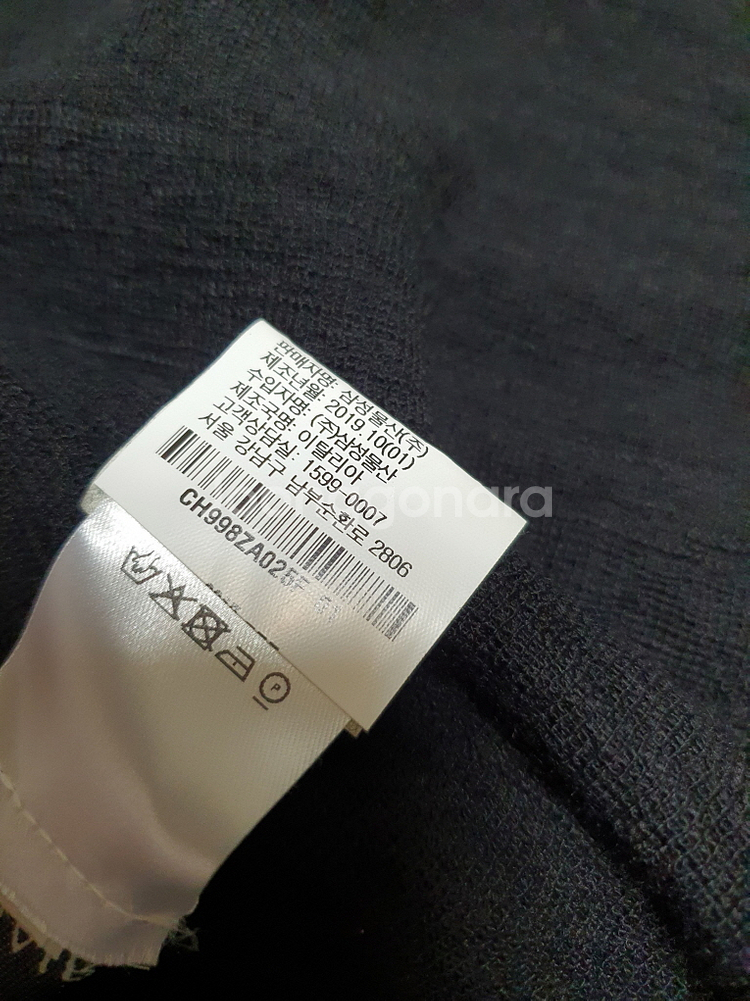 판매자명: 삼성물산(주)
제조년월: 2019.10(01)
수입자명: (주)삼성물산
제조국명: 이탈리아
고객상담실: 1599-0007
서울 강남구 남부순환로 2806
CH998ZA025F
gonara
P